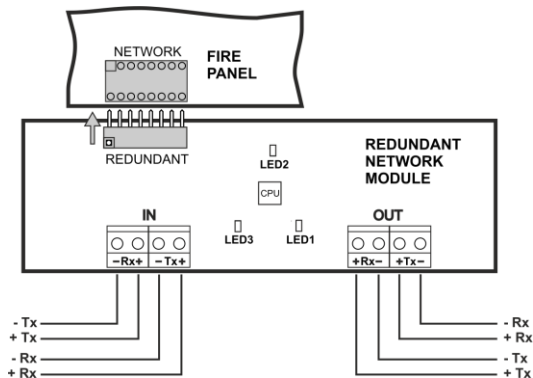 NETWORK
FIRE
PANEL
REDUNDANT
REDUNDANT
NETWORK
MODULE
LED2
CPU
IN
OUT
LED3
LED1
−Rx+ −Tx+
+Rx− +Tx−
- Tx
+ Tx
- Rx
+ Rx
- Rx
+ Rx
- Tx
+ Tx